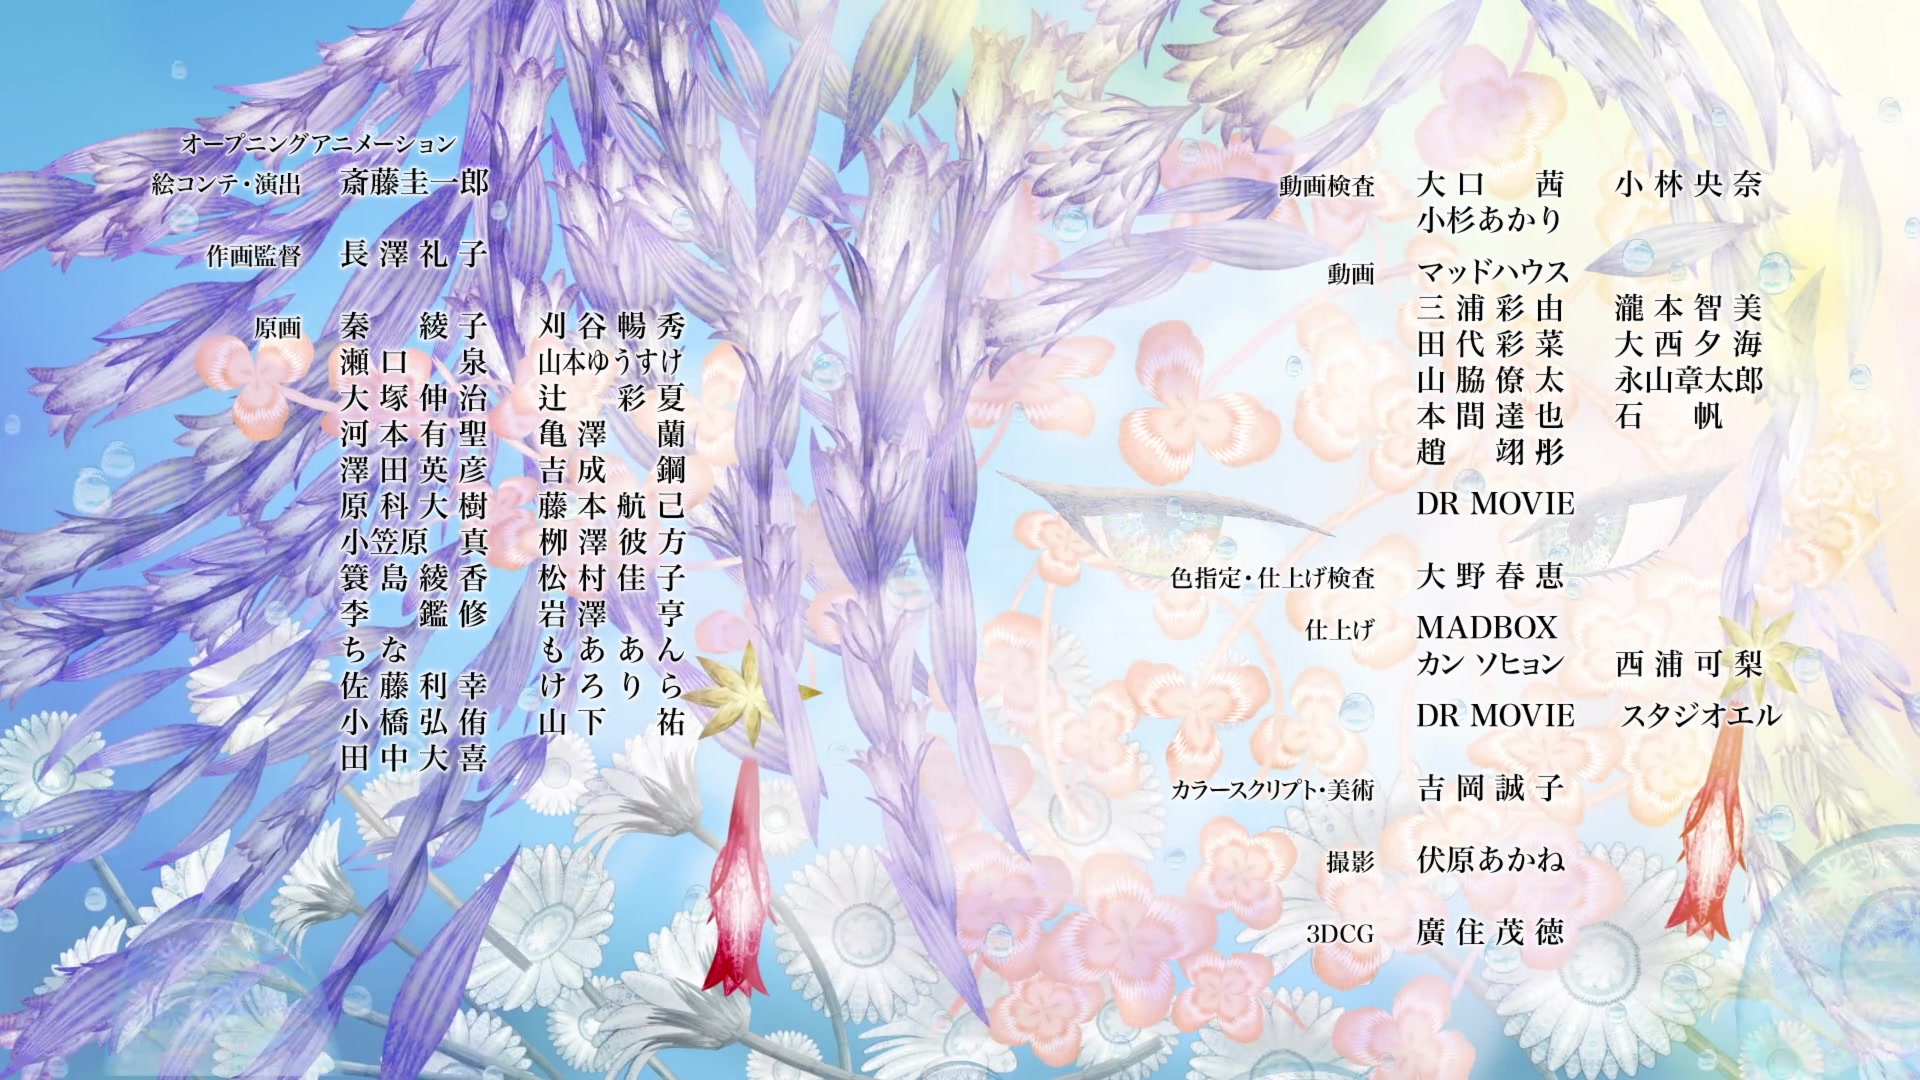 オープニングアニメーション
絵コンテ・演出 斎藤圭一郎
作画監督 長澤礼子
原画 秦 綾子 刈谷暢秀
瀬口 泉 山本ゆうすけ
大塚伸治 辻 彩夏
河本有聖 亀澤 蘭
澤田英彦 吉成 鋼
原科大樹 藤本航己
小笠原 真 柳澤彼方
簑島綾香 松村佳子
李 鑑修 岩澤 亨
ちな もああん
佐藤利幸 けろりら
小橋弘侑 山下 祐
田中大喜
動画検査 大口 茜 小林央奈
小杉あかり
動画 マッドハウス
三浦彩由 瀧本智美
田代彩菜 大西夕海
山脇僚太 永山章太郎
本間達也 石 帆
趙 翊彤
DR MOVIE
色指定・仕上げ検査 大野春恵
仕上げ MADBOX
カン ソヒョン 西浦可梨
DR MOVIE スタジオエル
カラースクリプト・美術 吉岡誠子
撮影 伏原あかね
3DCG 廣住茂徳